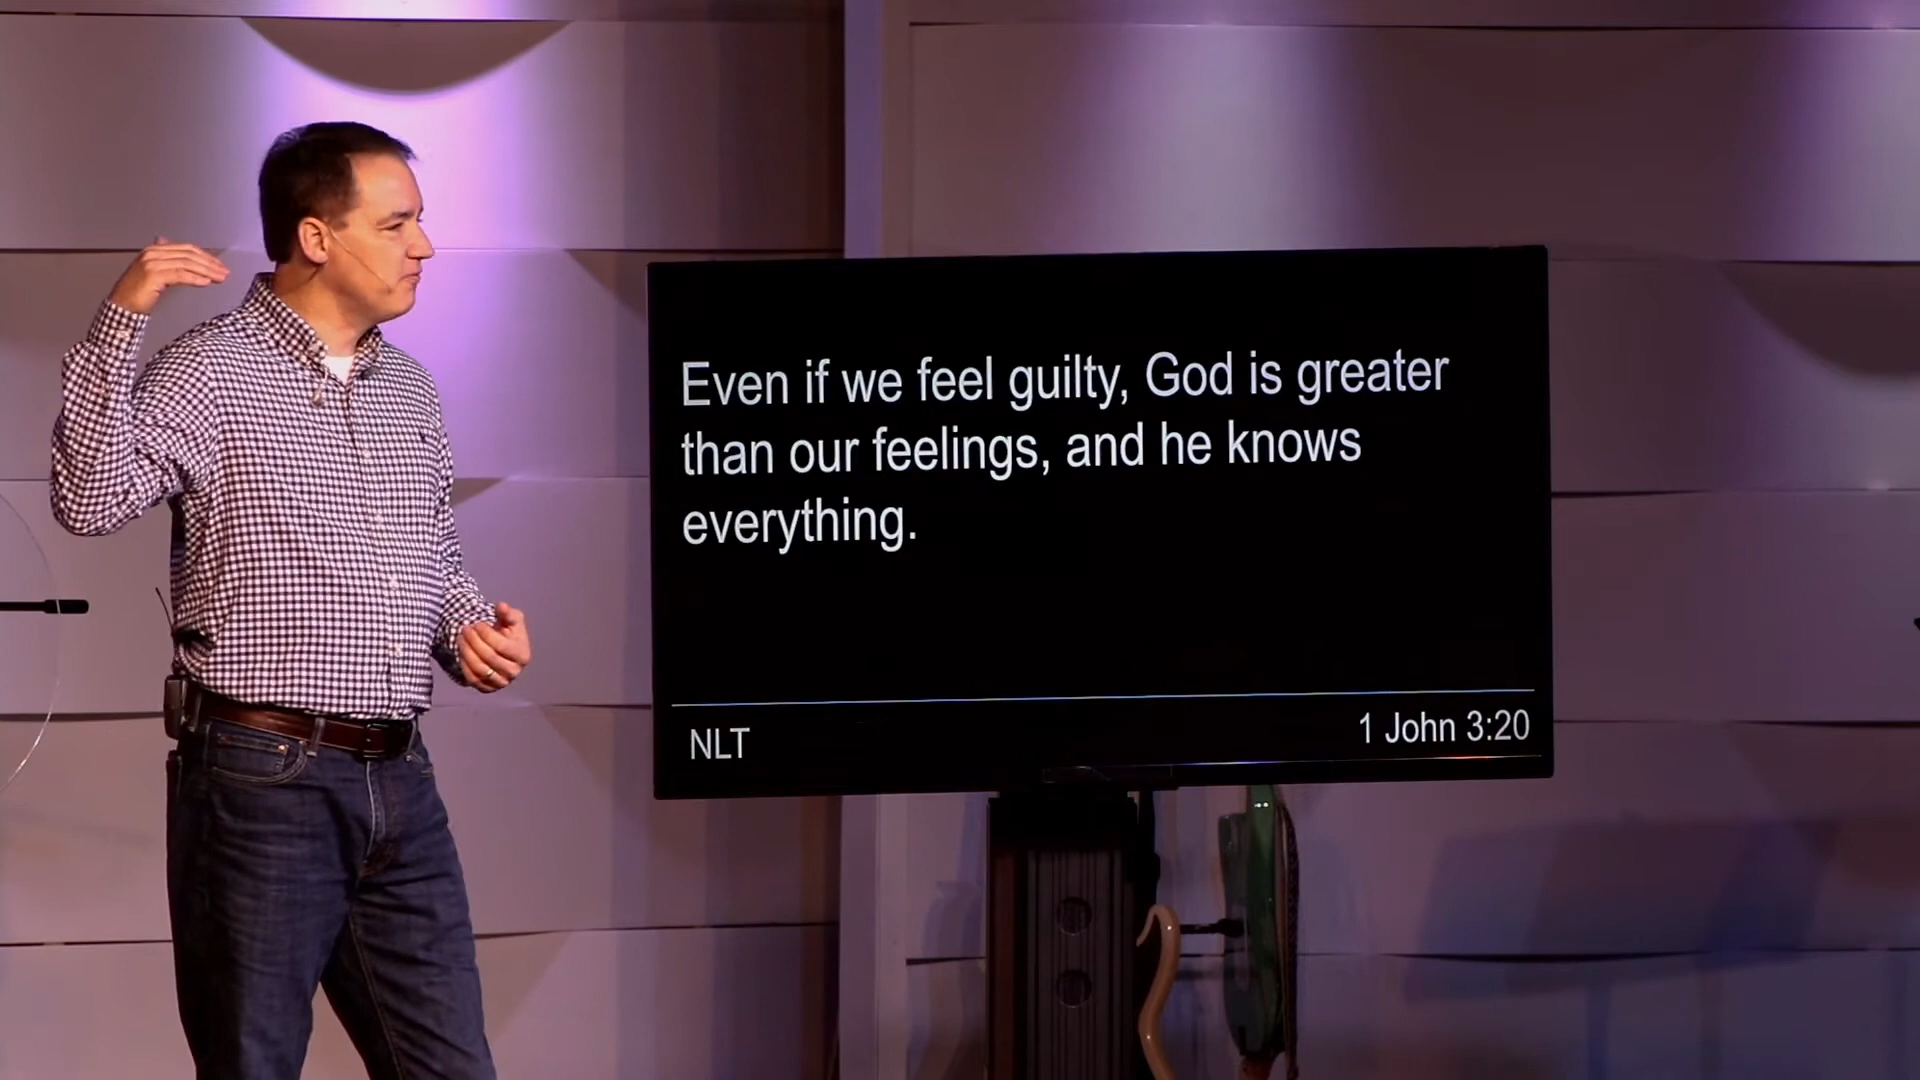 Even if we feel guilty, God is greater
than our feelings, and he knows
everything.
NLT
1 John 3:20